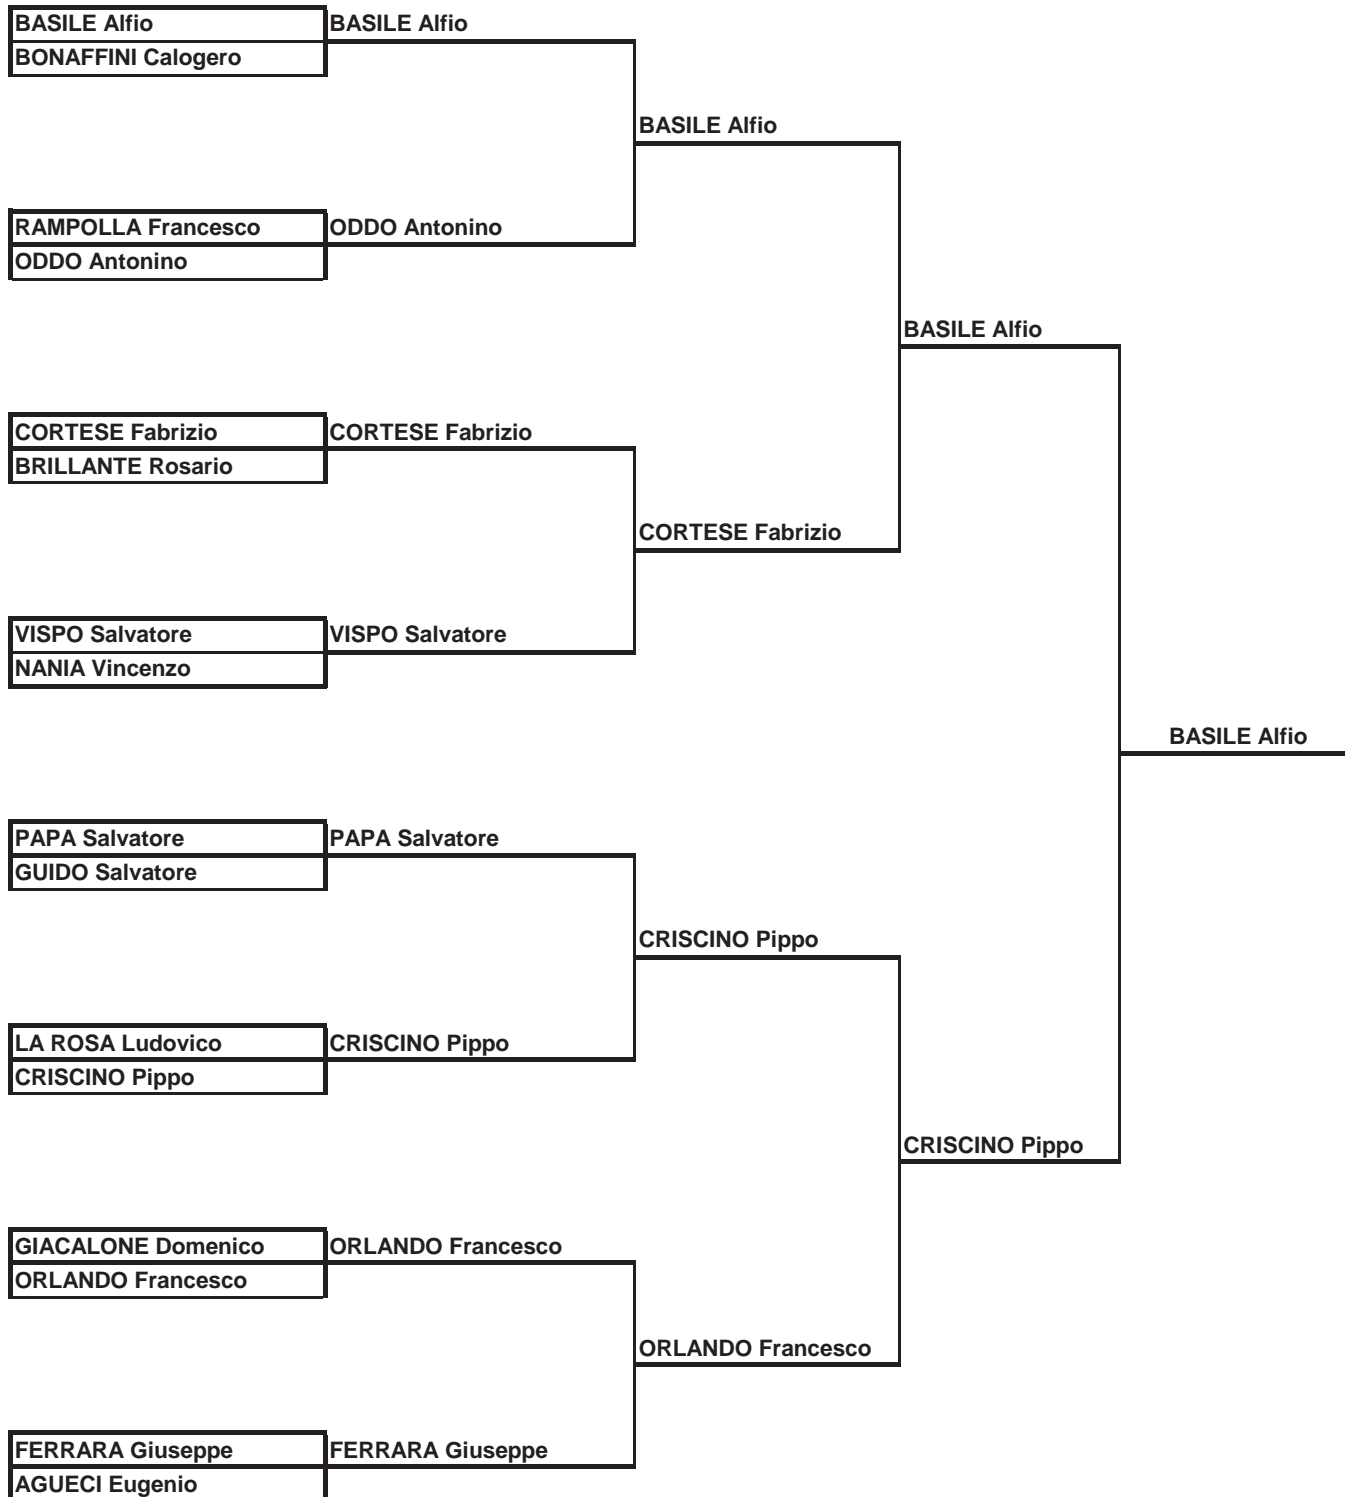 BASILE Alfio
BASILE Alfio
BONAFFINI Calogero
BASILE Alfio
RAMPOLLA Francesco
ODDO Antonino
ODDO Antonino
BASILE Alfio
CORTESE Fabrizio
CORTESE Fabrizio
BRILLANTE Rosario
CORTESE Fabrizio
VISPO Salvatore
VISPO Salvatore
NANIA Vincenzo
BASILE Alfio
PAPA Salvatore
PAPA Salvatore
GUIDO Salvatore
CRISCINO Pippo
LA ROSA Ludovico
CRISCINO Pippo
CRISCINO Pippo
CRISCINO Pippo
GIACALONE Domenico
ORLANDO Francesco
ORLANDO Francesco
ORLANDO Francesco
FERRARA Giuseppe
FERRARA Giuseppe
AGUECI Eugenio